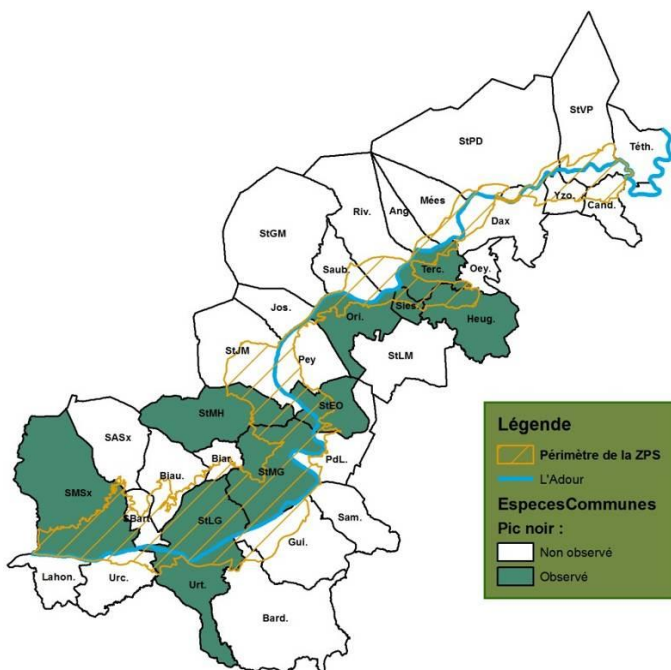 StVP
StPD
Téth.
Mées
Ang
Yzo.
Cand.
Riv.
Dax
StGM
Saub.
Terc.
Oey.
Jos.
Ori.
Sies.
Heug.
StJM
Pey
StLM
StMH
StEO
SASx
Biar.
PdL.
Biau.
StMG
SMSx
SBart
StLG
Sam.
Gui.
Lahon.
Urc.
Urt.
Bard.
Légende
Périmètre de la ZPS
L'Adour
EspecesCommunes
Pic noir :
Non observé
Observé